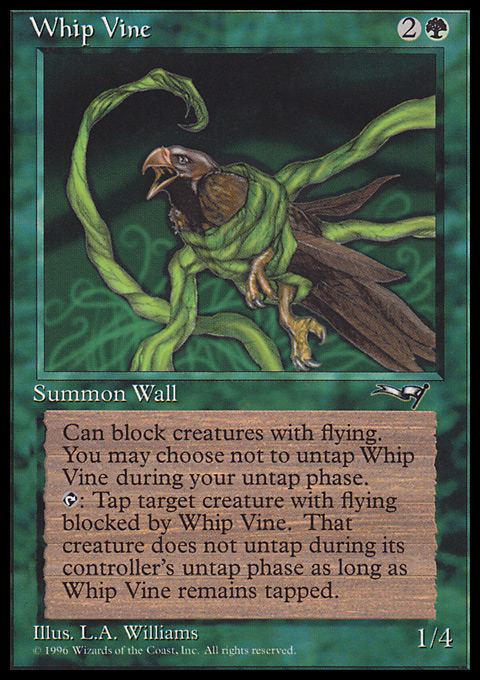 Whip Vine 2
Summon Wall
Can block creatures with flying.
You may choose not to untap Whip
Vine during your untap phase.
: Tap target creature with flying
blocked by Whip Vine. That
creature does not untap during its
controller's untap phase as long as
Whip Vine remains tapped.
Illus. L.A. Williams
1/4
© 1996 Wizards of the Coast, Inc. All rights reserved.